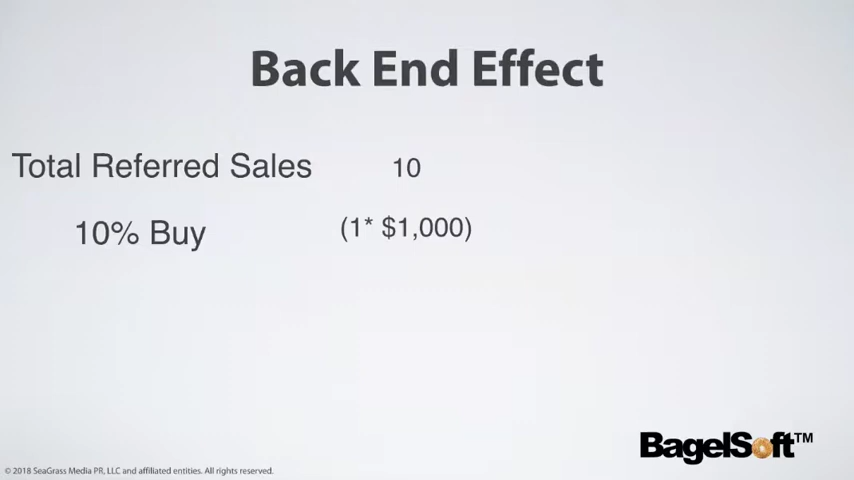 Back End Effect
Total Referred Sales 10
10% Buy (1* $1,000)
BagelSoft™
© 2018 SeaGrass Media PR, LLC and affiliated entities. All rights reserved.